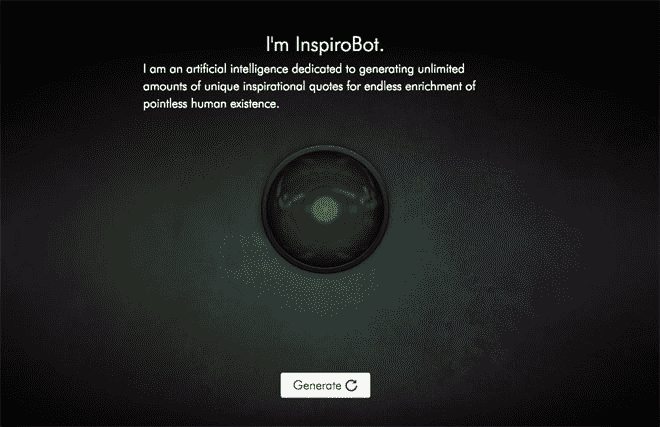 I'm InspiroBot.
I am an artificial intelligence dedicated to generating unlimited
amounts of unique inspirational quotes for endless enrichment of
pointless human existence.
Generate